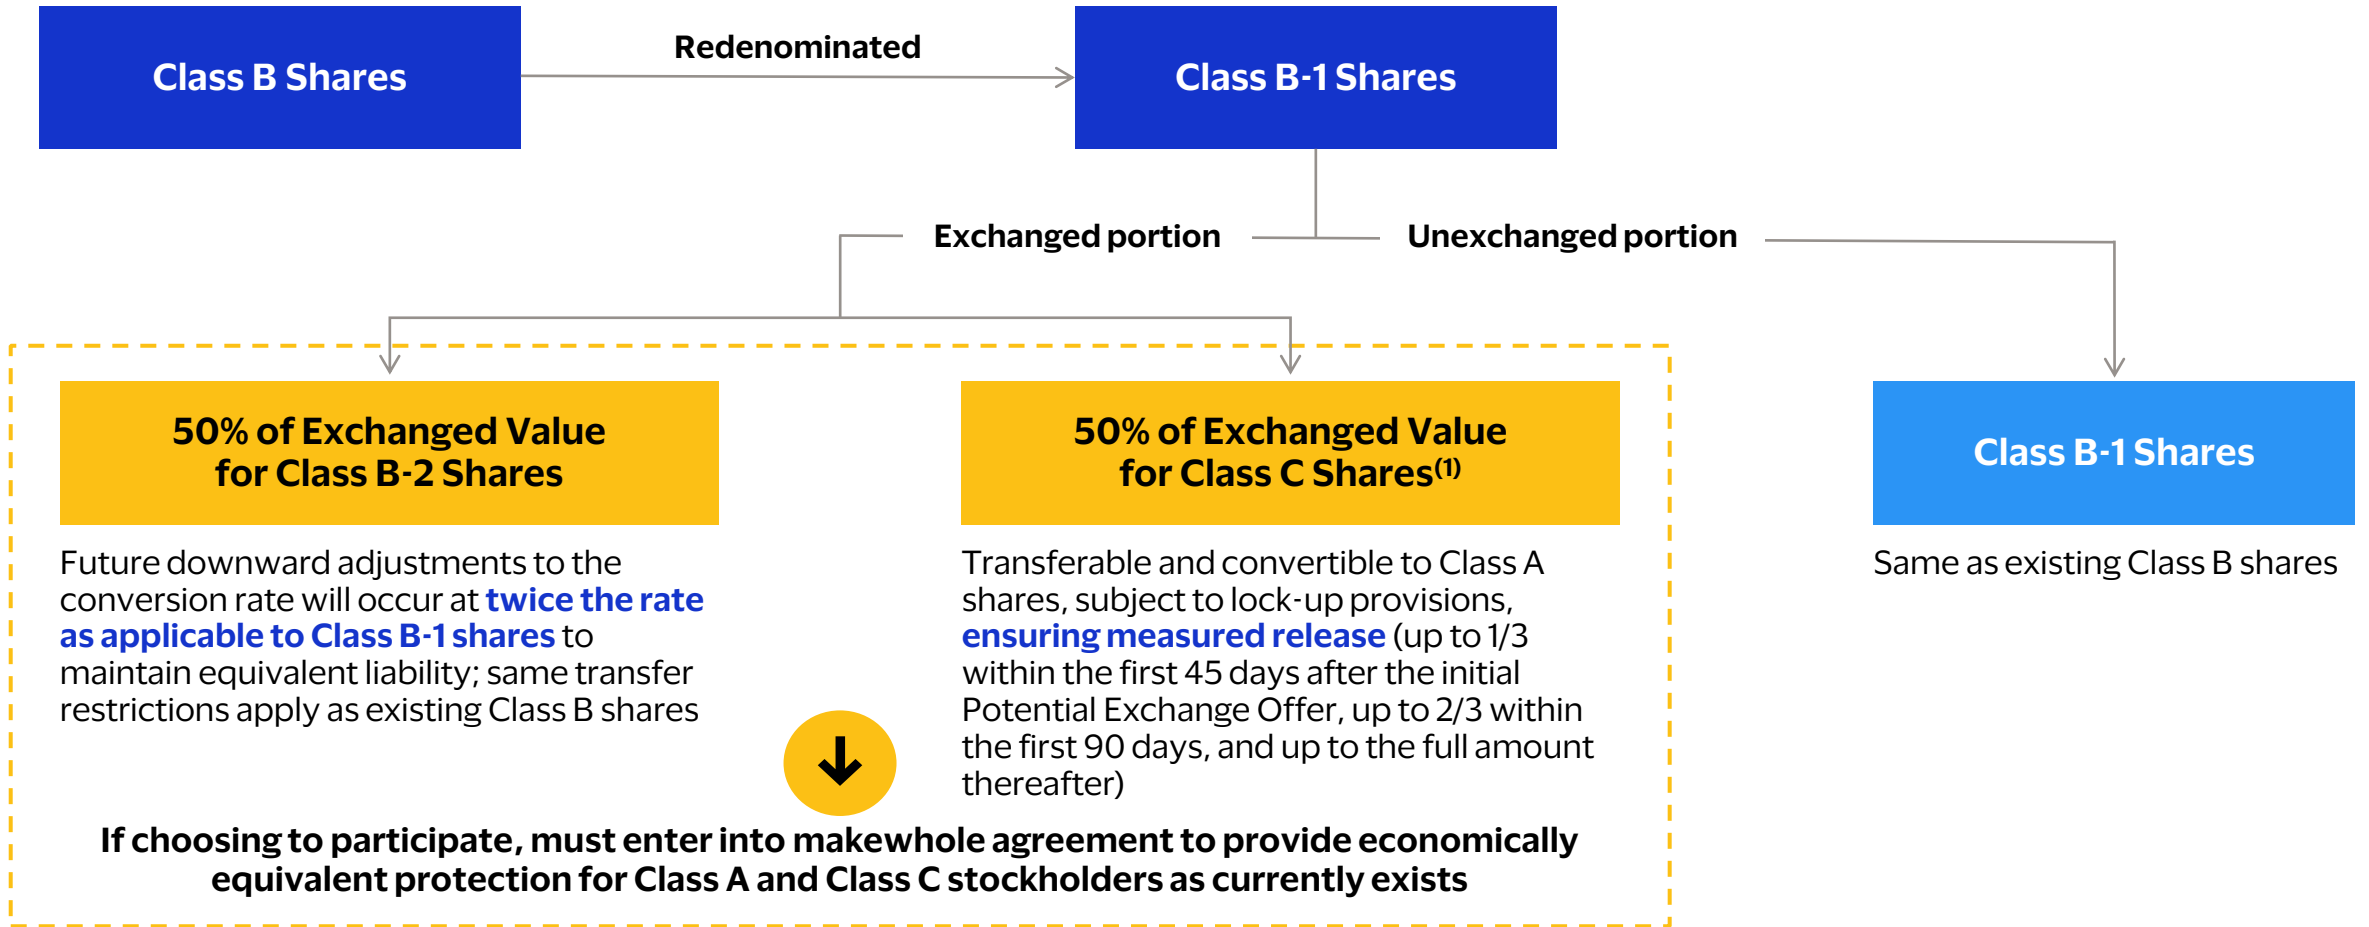 Class B Shares
Redenominated
Class B-1 Shares
Exchanged portion
Unexchanged portion
50% of Exchanged Value
for Class B-2 Shares
Future downward adjustments to the
conversion rate will occur at twice the rate
as applicable to Class B-1 shares to
maintain equivalent liability; same transfer
restrictions apply as existing Class B shares
50% of Exchanged Value
for Class C Shares(1)
Transferable and convertible to Class A
shares, subject to lock-up provisions,
ensuring measured release (up to 1/3
within the first 45 days after the initial
Potential Exchange Offer, up to 2/3 within
the first 90 days, and up to the full amount
thereafter)
Class B-1 Shares
Same as existing Class B shares
If choosing to participate, must enter into makewhole agreement to provide economically
equivalent protection for Class A and Class C stockholders as currently exists